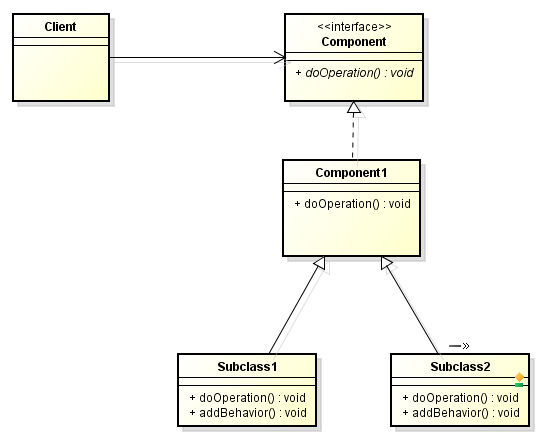 Client
<<interface>>
Component
+ doOperation() : void
Component1
+ doOperation() : void
Subclass1
+ doOperation() : void
+ addBehavior() : void
Subclass2
+ doOperation() : void
+ addBehavior() : void